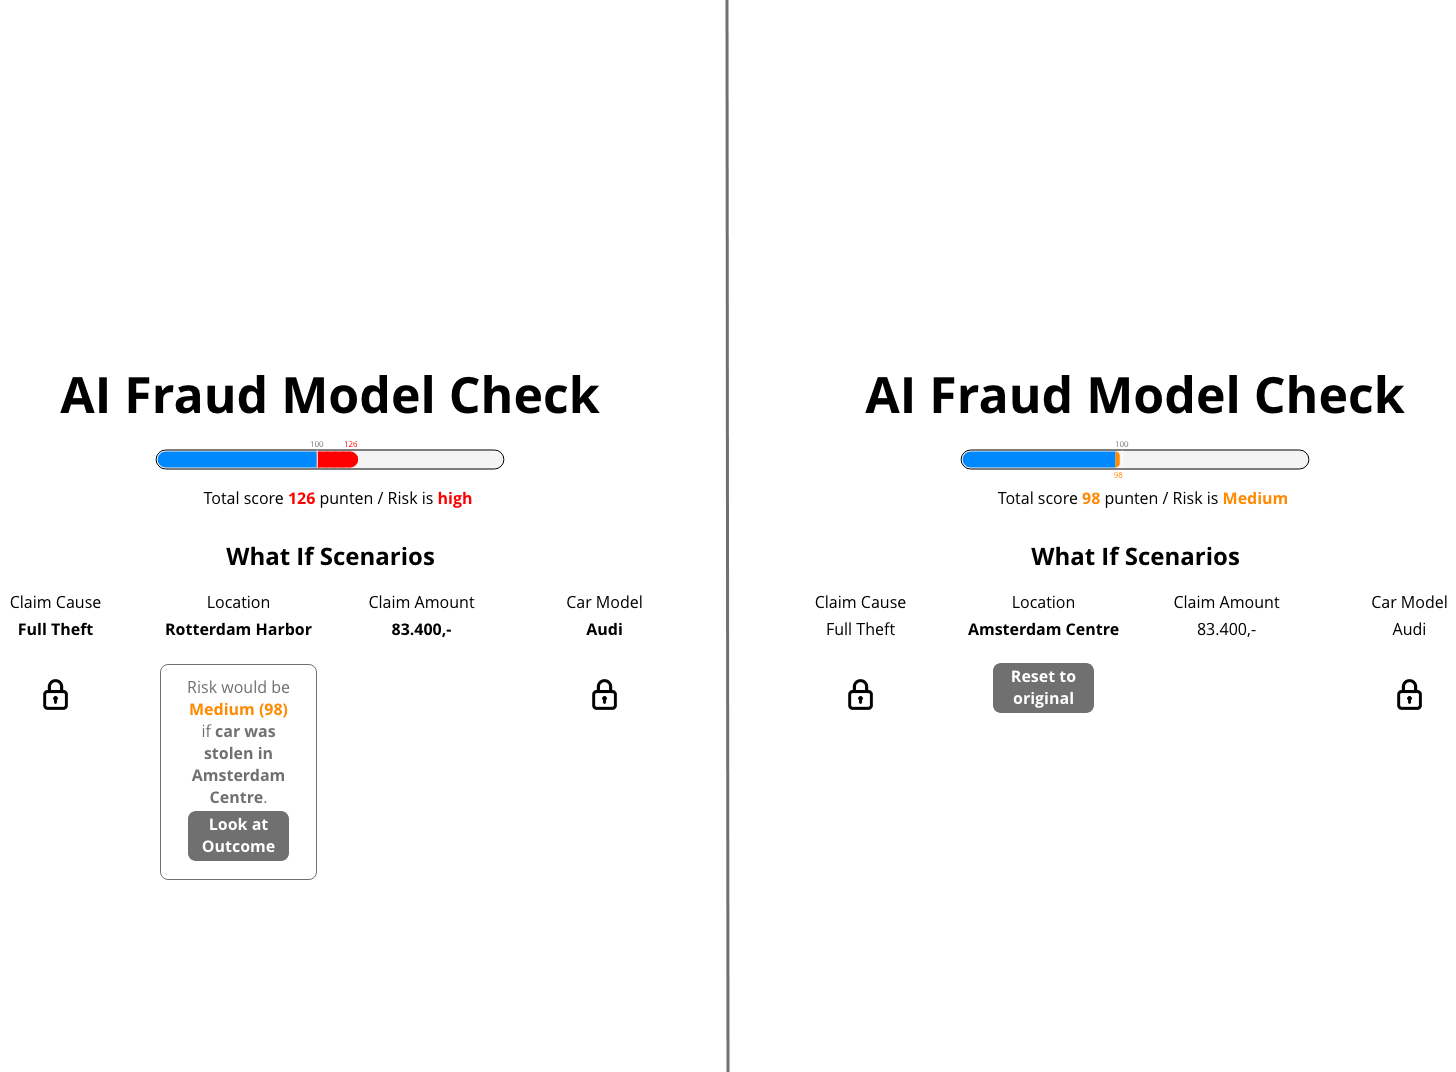 AI Fraud Model Check
100 126
Total score 126 punten / Risk is high
What If Scenarios
Claim Cause Location Claim Amount Car Model
Full Theft Rotterdam Harbor 83.400,- Audi
Risk would be
Medium (98)
if car was
stolen in
Amsterdam
Centre.
Look at
Outcome
AI Fraud Model Check
100
98
Total score 98 punten / Risk is Medium
What If Scenarios
Claim Cause Location Claim Amount Car Model
Full Theft Amsterdam Centre 83.400,- Audi
Reset to
original